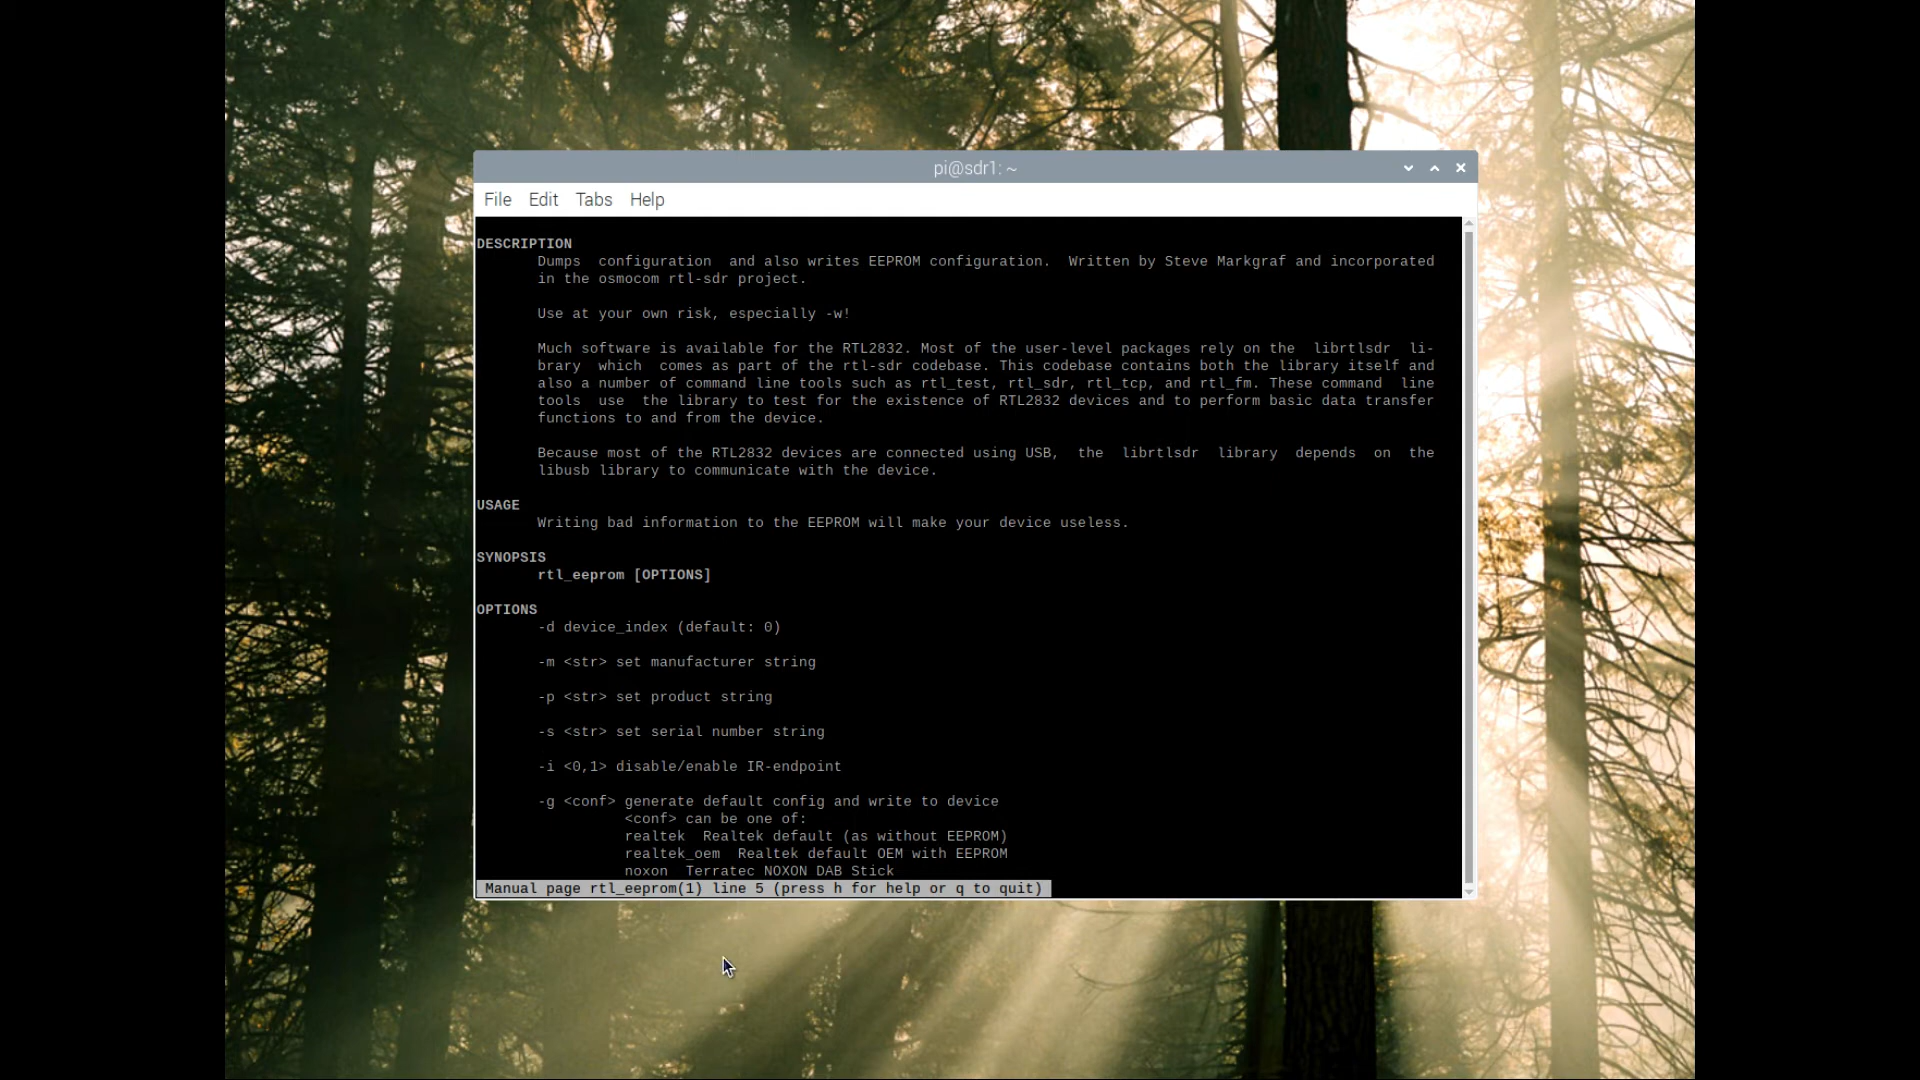 pi@sdr1: ~
File Edit Tabs Help
DESCRIPTION
Dumps configuration and also writes EEPROM configuration. Written by Steve Markgraf and incorporated
in the osmocom rtl-sdr project.
Use at your own risk, especially -w!
Much software is available for the RTL2832. Most of the user-level packages rely on the librtlsdr li-
brary which comes as part of the rtl-sdr codebase. This codebase contains both the library itself and
also a number of command line tools such as rtl_test, rtl_sdr, rtl_tcp, and rtl_fm. These command line
tools use the library to test for the existence of RTL2832 devices and to perform basic data transfer
functions to and from the device.
Because most of the RTL2832 devices are connected using USB, the librtlsdr library depends on the
libusb library to communicate with the device.
USAGE
Writing bad information to the EEPROM will make your device useless.
SYNOPSIS
rtl_eeprom [OPTIONS]
OPTIONS
-d device_index (default: 0)
-m <str> set manufacturer string
-p <str> set product string
-s <str> set serial number string
-i <0,1> disable/enable IR-endpoint
-g <conf> generate default config and write to device
<conf> can be one of:
realtek Realtek default (as without EEPROM)
realtek_oem Realtek default OEM with EEPROM
noxon Terratec NOXON DAB Stick
Manual page rtl_eeprom(1) line 5 (press h for help or q to quit)